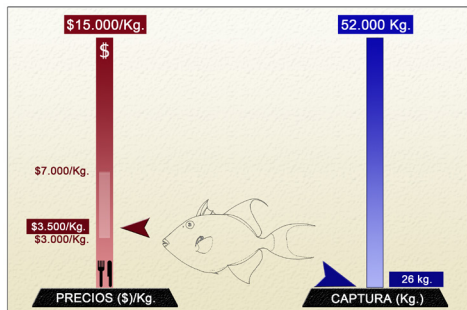 $15.000/Kg.
52.000 Kg.
$
$7.000/Kg.
$3.500/Kg.
$3.000/Kg.
26 kg.
PRECIOS ($)/Kg.
CAPTURA (Kg.)